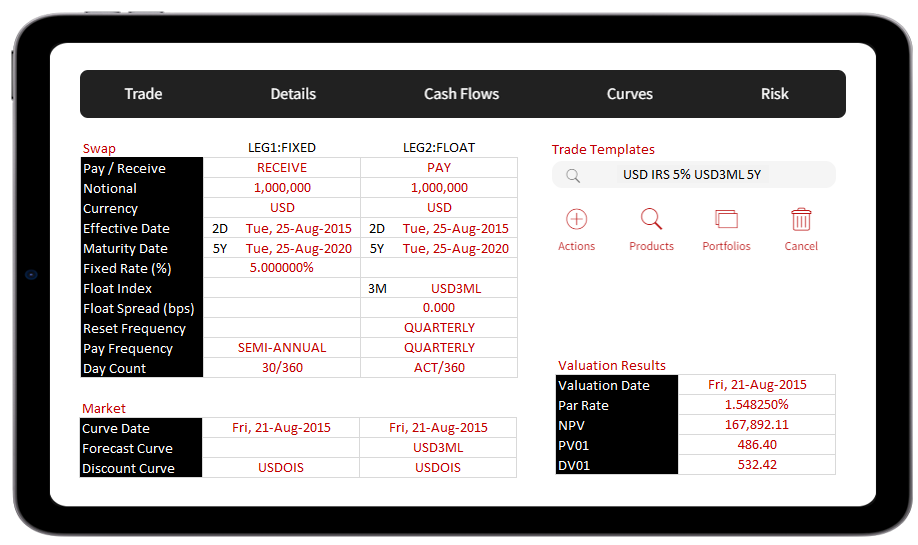 Trade Details Cash Flows Curves Risk
Swap LEG1:FIXED LEG2:FLOAT
Pay / Receive RECEIVE PAY
Notional 1,000,000 1,000,000
Currency USD USD
Effective Date 2D Tue, 25-Aug-2015 2D Tue, 25-Aug-2015
Maturity Date 5Y Tue, 25-Aug-2020 5Y Tue, 25-Aug-2020
Fixed Rate (%) 5.000000%
Float Index 3M USD3ML
Float Spread (bps) 0.000
Reset Frequency QUARTERLY
Pay Frequency SEMI-ANNUAL QUARTERLY
Day Count 30/360 ACT/360
Market
Curve Date Fri, 21-Aug-2015 Fri, 21-Aug-2015
Forecast Curve USD3ML
Discount Curve USDOIS USDOIS
Trade Templates
USD IRS 5% USD3ML 5Y
Actions Products Portfolios Cancel
Valuation Results
Valuation Date Fri, 21-Aug-2015
Par Rate 1.548250%
NPV 167,892.11
PV01 486.40
DV01 532.42